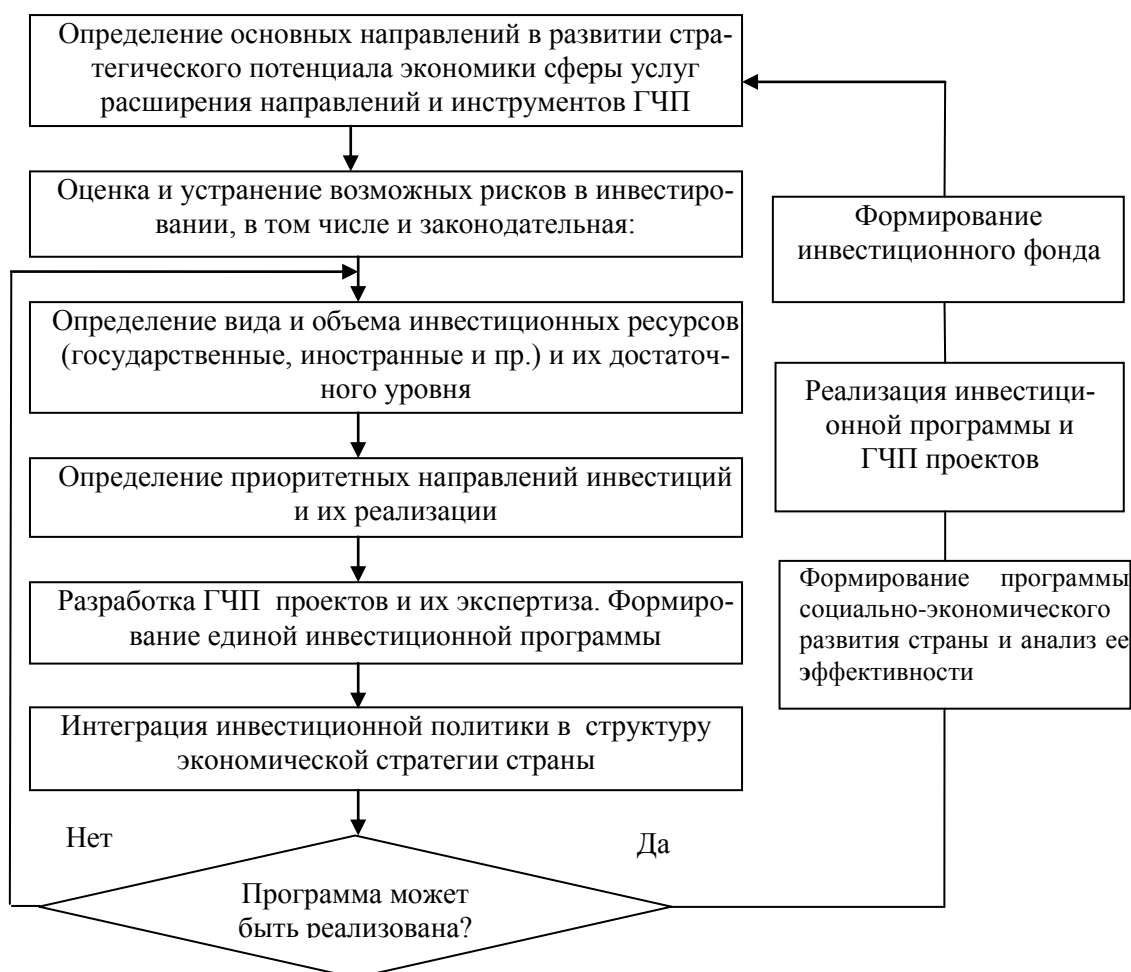 Определение основных направлений в развитии стра-
тегического потенциала экономики сферы услуг
расширения направлений и инструментов ГЧП
Оценка и устранение возможных рисков в инвестиро-
вании, в том числе и законодательная:
Определение вида и объема инвестиционных ресурсов
(государственные, иностранные и пр.) и их достаточ-
ного уровня
Определение приоритетных направлений инвестиций
и их реализации
Разработка ГЧП проектов и их экспертиза. Формиро-
вание единой инвестиционной программы
Интеграция инвестиционной политики в структуру
экономической стратегии страны
Нет
Да
Программа может
быть реализована?
Формирование
инвестиционного фонда
Реализация инвестици-
онной программы и
ГЧП проектов
Формирование программы
социально-экономического
развития страны и анализ ее
эффективности